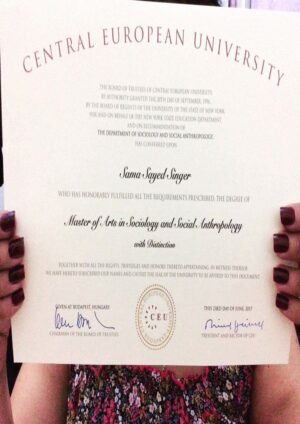 CENTRAL EUROPEAN UNIVERSITY
THE BOARD OF TRUSTEES OF CENTRAL EUROPEAN UNIVERSITY,
BY AUTHORITY GRANTED THE 20TH DAY OF SEPTEMBER, 1996,
BY THE BOARD OF REGENTS OF THE UNIVERSITY OF THE STATE OF NEW YORK
FOR AND ON BEHALF OF THE NEW YORK STATE EDUCATION DEPARTMENT
AND ON RECOMMENDATION OF
THE DEPARTMENT OF SOCIOLOGY AND SOCIAL ANTHROPOLOGY,
HAS CONFERRED UPON
Sama Sayed Singer
WHO HAS HONORABLY FULFILLED ALL THE REQUIREMENTS PRESCRIBED, THE DEGREE OF
Master of Arts in Sociology and Social Anthropology
with Distinction
TOGETHER WITH ALL THE RIGHTS, PRIVILEGES AND HONORS THERETO APPERTAINING. IN WITNESS THEREOF,
WE HAVE HERETO SUBSCRIBED OUR NAMES AND CAUSED THE SEAL OF THE UNIVERSITY TO BE AFFIXED TO THIS DOCUMENT
GIVEN AT BUDAPEST, HUNGARY
THIS 23RD DAY OF JUNE, 2017
CEU
CHAIRMAN OF THE BOARD OF TRUSTEES
PRESIDENT AND RECTOR OF CEU